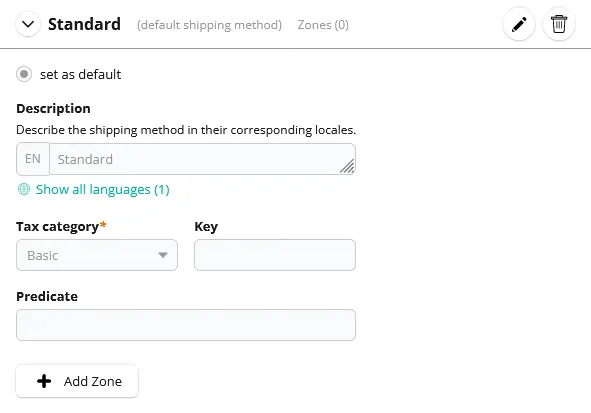 Standard (default shipping method) Zones (0)
set as default
Description
Describe the shipping method in their corresponding locales.
EN Standard
Show all languages (1)
Tax category* Key
Basic
Predicate
Add Zone